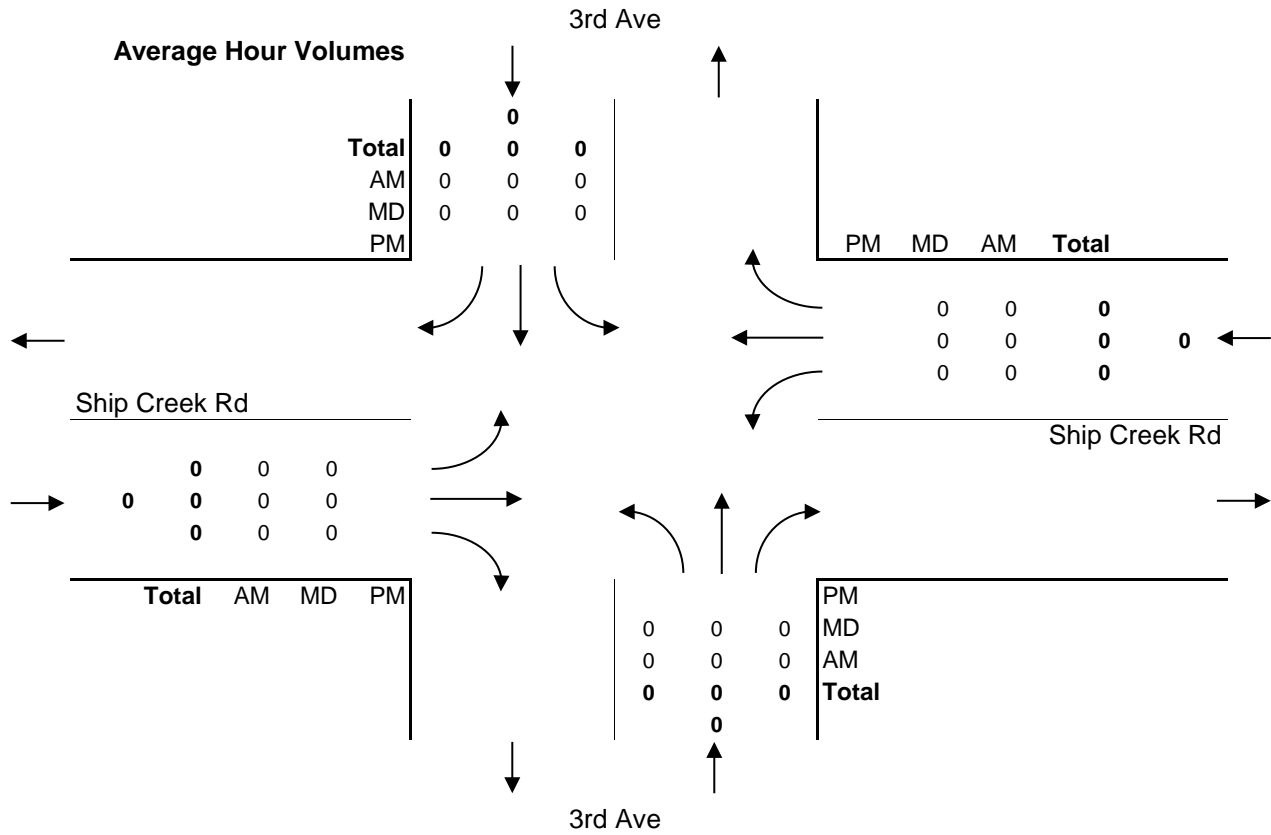 3rd Ave
Average Hour Volumes
0
Total 0 0 0
AM 0 0 0
MD 0 0 0
PM
PM MD AM Total
0 0 0
0 0 0 0
0 0 0
Ship Creek Rd
Ship Creek Rd
0 0 0
0 0 0 0
0 0 0
Total AM MD PM
PM
0 0 0 MD
0 0 0 AM
0 0 0 Total
0
3rd Ave